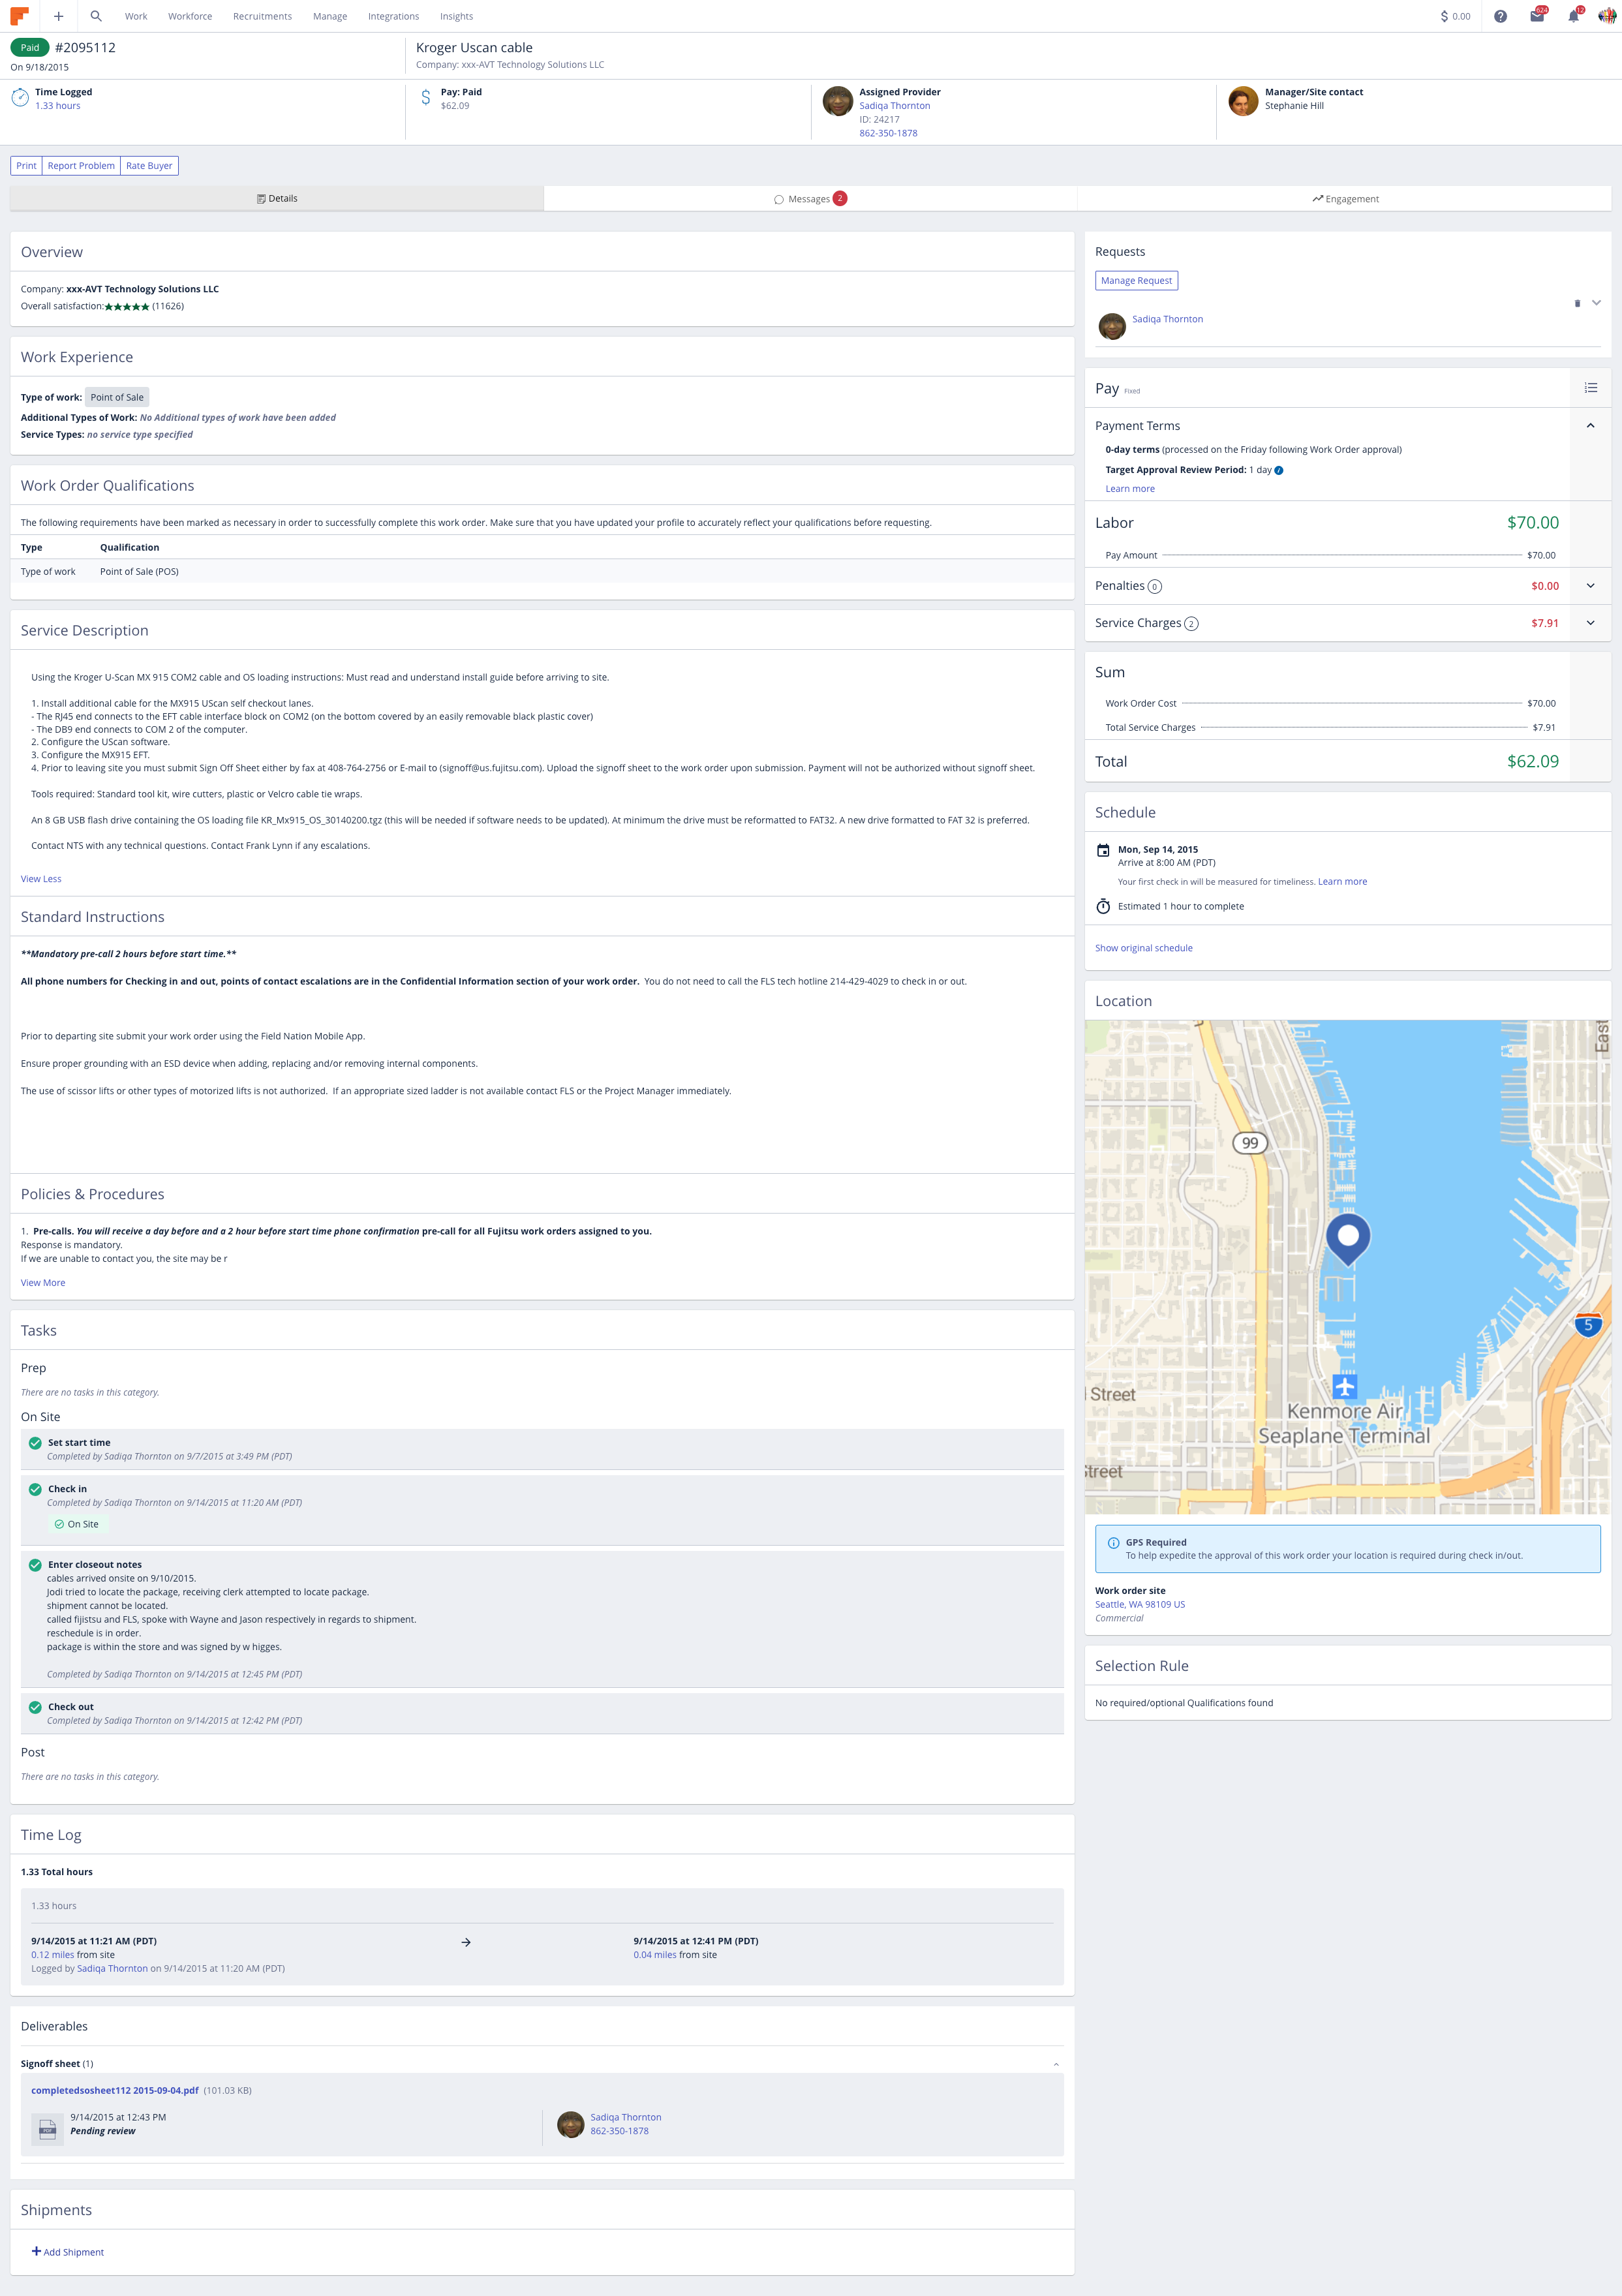 Work Workforce Recruitments Manage Integrations Insights
0.00
624
12
Paid #2095112
On 9/18/2015
Kroger Uscan cable
Company: xxx-AVT Technology Solutions LLC
Time Logged
1.33 hours
Pay: Paid
$62.09
Assigned Provider
Sadiqa Thornton
ID: 24217
862-350-1878
Manager/Site contact
Stephanie Hill
Print Report Problem Rate Buyer
Details
Messages 2
Engagement
Overview
Company: xxx-AVT Technology Solutions LLC
Overall satisfaction:★★★★★ (11626)
Work Experience
Type of work: Point of Sale
Additional Types of Work: No Additional types of work have been added
Service Types: no service type specified
Work Order Qualifications
The following requirements have been marked as necessary in order to successfully complete this work order. Make sure that you have updated your profile to accurately reflect your qualifications before requesting.
Type Qualification
Type of work Point of Sale (POS)
Service Description
Using the Kroger U-Scan MX 915 COM2 cable and OS loading instructions: Must read and understand install guide before arriving to site.
1. Install additional cable for the MX915 UScan self checkout lanes.
- The RJ45 end connects to the EFT cable interface block on COM2 (on the bottom covered by an easily removable black plastic cover)
- The DB9 end connects to COM 2 of the computer.
2. Configure the UScan software.
3. Configure the MX915 EFT.
4. Prior to leaving site you must submit Sign Off Sheet either by fax at 408-764-2756 or E-mail to (signoff@us.fujitsu.com). Upload the signoff sheet to the work order upon submission. Payment will not be authorized without signoff sheet.
Tools required: Standard tool kit, wire cutters, plastic or Velcro cable tie wraps.
An 8 GB USB flash drive containing the OS loading file KR_Mx915_OS_30140200.tgz (this will be needed if software needs to be updated). At minimum the drive must be reformatted to FAT32. A new drive formatted to FAT 32 is preferred.
Contact NTS with any technical questions. Contact Frank Lynn if any escalations.
View Less
Standard Instructions
**Mandatory pre-call 2 hours before start time.**
All phone numbers for Checking in and out, points of contact escalations are in the Confidential Information section of your work order. You do not need to call the FLS tech hotline 214-429-4029 to check in or out.
Prior to departing site submit your work order using the Field Nation Mobile App.
Ensure proper grounding with an ESD device when adding, replacing and/or removing internal components.
The use of scissor lifts or other types of motorized lifts is not authorized. If an appropriate sized ladder is not available contact FLS or the Project Manager immediately.
Policies & Procedures
1. Pre-calls. You will receive a day before and a 2 hour before start time phone confirmation pre-call for all Fujitsu work orders assigned to you.
Response is mandatory.
If we are unable to contact you, the site may be r
View More
Tasks
Prep
There are no tasks in this category.
On Site
Set start time
Completed by Sadiqa Thornton on 9/7/2015 at 3:49 PM (PDT)
Check in
Completed by Sadiqa Thornton on 9/14/2015 at 11:20 AM (PDT)
On Site
Enter closeout notes
cables arrived onsite on 9/10/2015.
Jodi tried to locate the package, receiving clerk attempted to locate package.
shipment cannot be located.
called fijistsu and FLS, spoke with Wayne and Jason respectively in regards to shipment.
reschedule is in order.
package is within the store and was signed by w higges.
Completed by Sadiqa Thornton on 9/14/2015 at 12:45 PM (PDT)
Check out
Completed by Sadiqa Thornton on 9/14/2015 at 12:42 PM (PDT)
Post
There are no tasks in this category.
Time Log
1.33 Total hours
1.33 hours
9/14/2015 at 11:21 AM (PDT)
0.12 miles from site
Logged by Sadiqa Thornton on 9/14/2015 at 11:20 AM (PDT)
9/14/2015 at 12:41 PM (PDT)
0.04 miles from site
Deliverables
Signoff sheet (1)
completedsosheet112 2015-09-04.pdf (101.03 KB)
PDF
9/14/2015 at 12:43 PM
Pending review
Sadiqa Thornton
862-350-1878
Shipments
Add Shipment
Requests
Manage Request
Sadiqa Thornton
Pay Fixed
Payment Terms
0-day terms (processed on the Friday following Work Order approval)
Target Approval Review Period: 1 day
Learn more
Labor $70.00
Pay Amount $70.00
Penalties 0 $0.00
Service Charges 2 $7.91
Sum
Work Order Cost $70.00
Total Service Charges $7.91
Total $62.09
Schedule
Mon, Sep 14, 2015
Arrive at 8:00 AM (PDT)
Your first check in will be measured for timeliness. Learn more
Estimated 1 hour to complete
Show original schedule
Location
East
99
5
Street
Kenmore Air
Seaplane Terminal
Street
GPS Required
To help expedite the approval of this work order your location is required during check in/out.
Work order site
Seattle, WA 98109 US
Commercial
Selection Rule
No required/optional Qualifications found